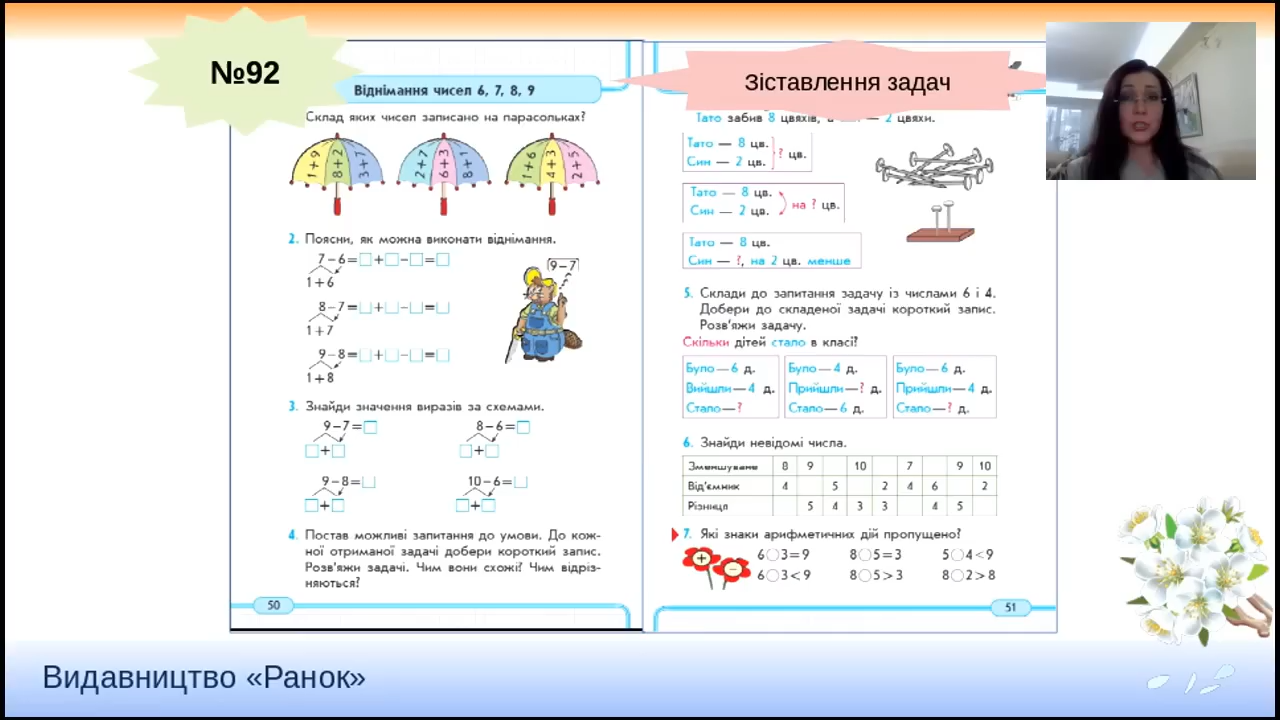 №92
Віднімання чисел 6, 7, 8, 9
Зіставлення задач
Склад яких чисел записано на парасольках?
1+9 8+2 3+7
2+7 6+3 8+1
1+6 4+3 2+5
2. Поясни, як можна виконати віднімання.
7−6=□+□−□=□
1+6
9−7
8−7=□+□−□=□
1+7
9−8=□+□−□=□
1+8
3. Знайди значення виразів за схемами.
9−7=□ 8−6=□
□+□ □+□
9−8=□ 10−6=□
□+□ □+□
4. Постав можливі запитання до умови. До кож-
ної отриманої задачі добери короткий запис.
Розв'яжи задачі. Чим вони схожі? Чим відріз-
няються?
50
Тато забив 8 цвяхів, а — 2 цвяхи.
Тато — 8 цв.
Син — 2 цв. ? цв.
Тато — 8 цв.
Син — 2 цв. на ? цв.
Тато — 8 цв.
Син — ?, на 2 цв. менше
5. Склади до запитання задачу із числами 6 і 4.
Добери до складеної задачі короткий запис.
Розв'яжи задачу.
Скільки дітей стало в класі?
Було—6 д. Було—4 д. Було—6 д.
Вийшли—4 д. Прийшли—? д. Прийшли—4 д.
Стало—? Стало—6 д. Стало—? д.
6. Знайди невідомі числа.
Зменшуване 8 9 10 7 9 10
Від'ємник 4 5 2 4 6 2
Різниця 5 4 3 3 4 5
7. Які знаки арифметичних дій пропущено?
+ −
6○3=9 8○5=3 5○4<9
6○3<9 8○5>3 8○2>8
51
Видавництво «Ранок»